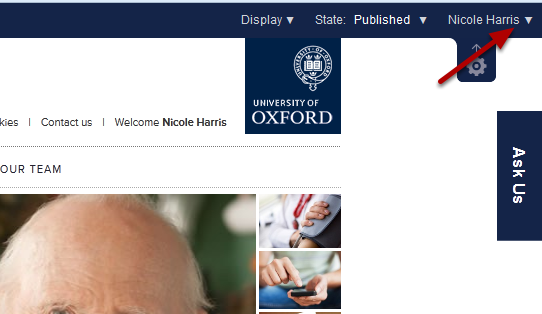 Display ▼ State: Published ▼ Nicole Harris ▼
UNIVERSITY OF
OXFORD
kies | Contact us | Welcome Nicole Harris
OUR TEAM
Ask Us